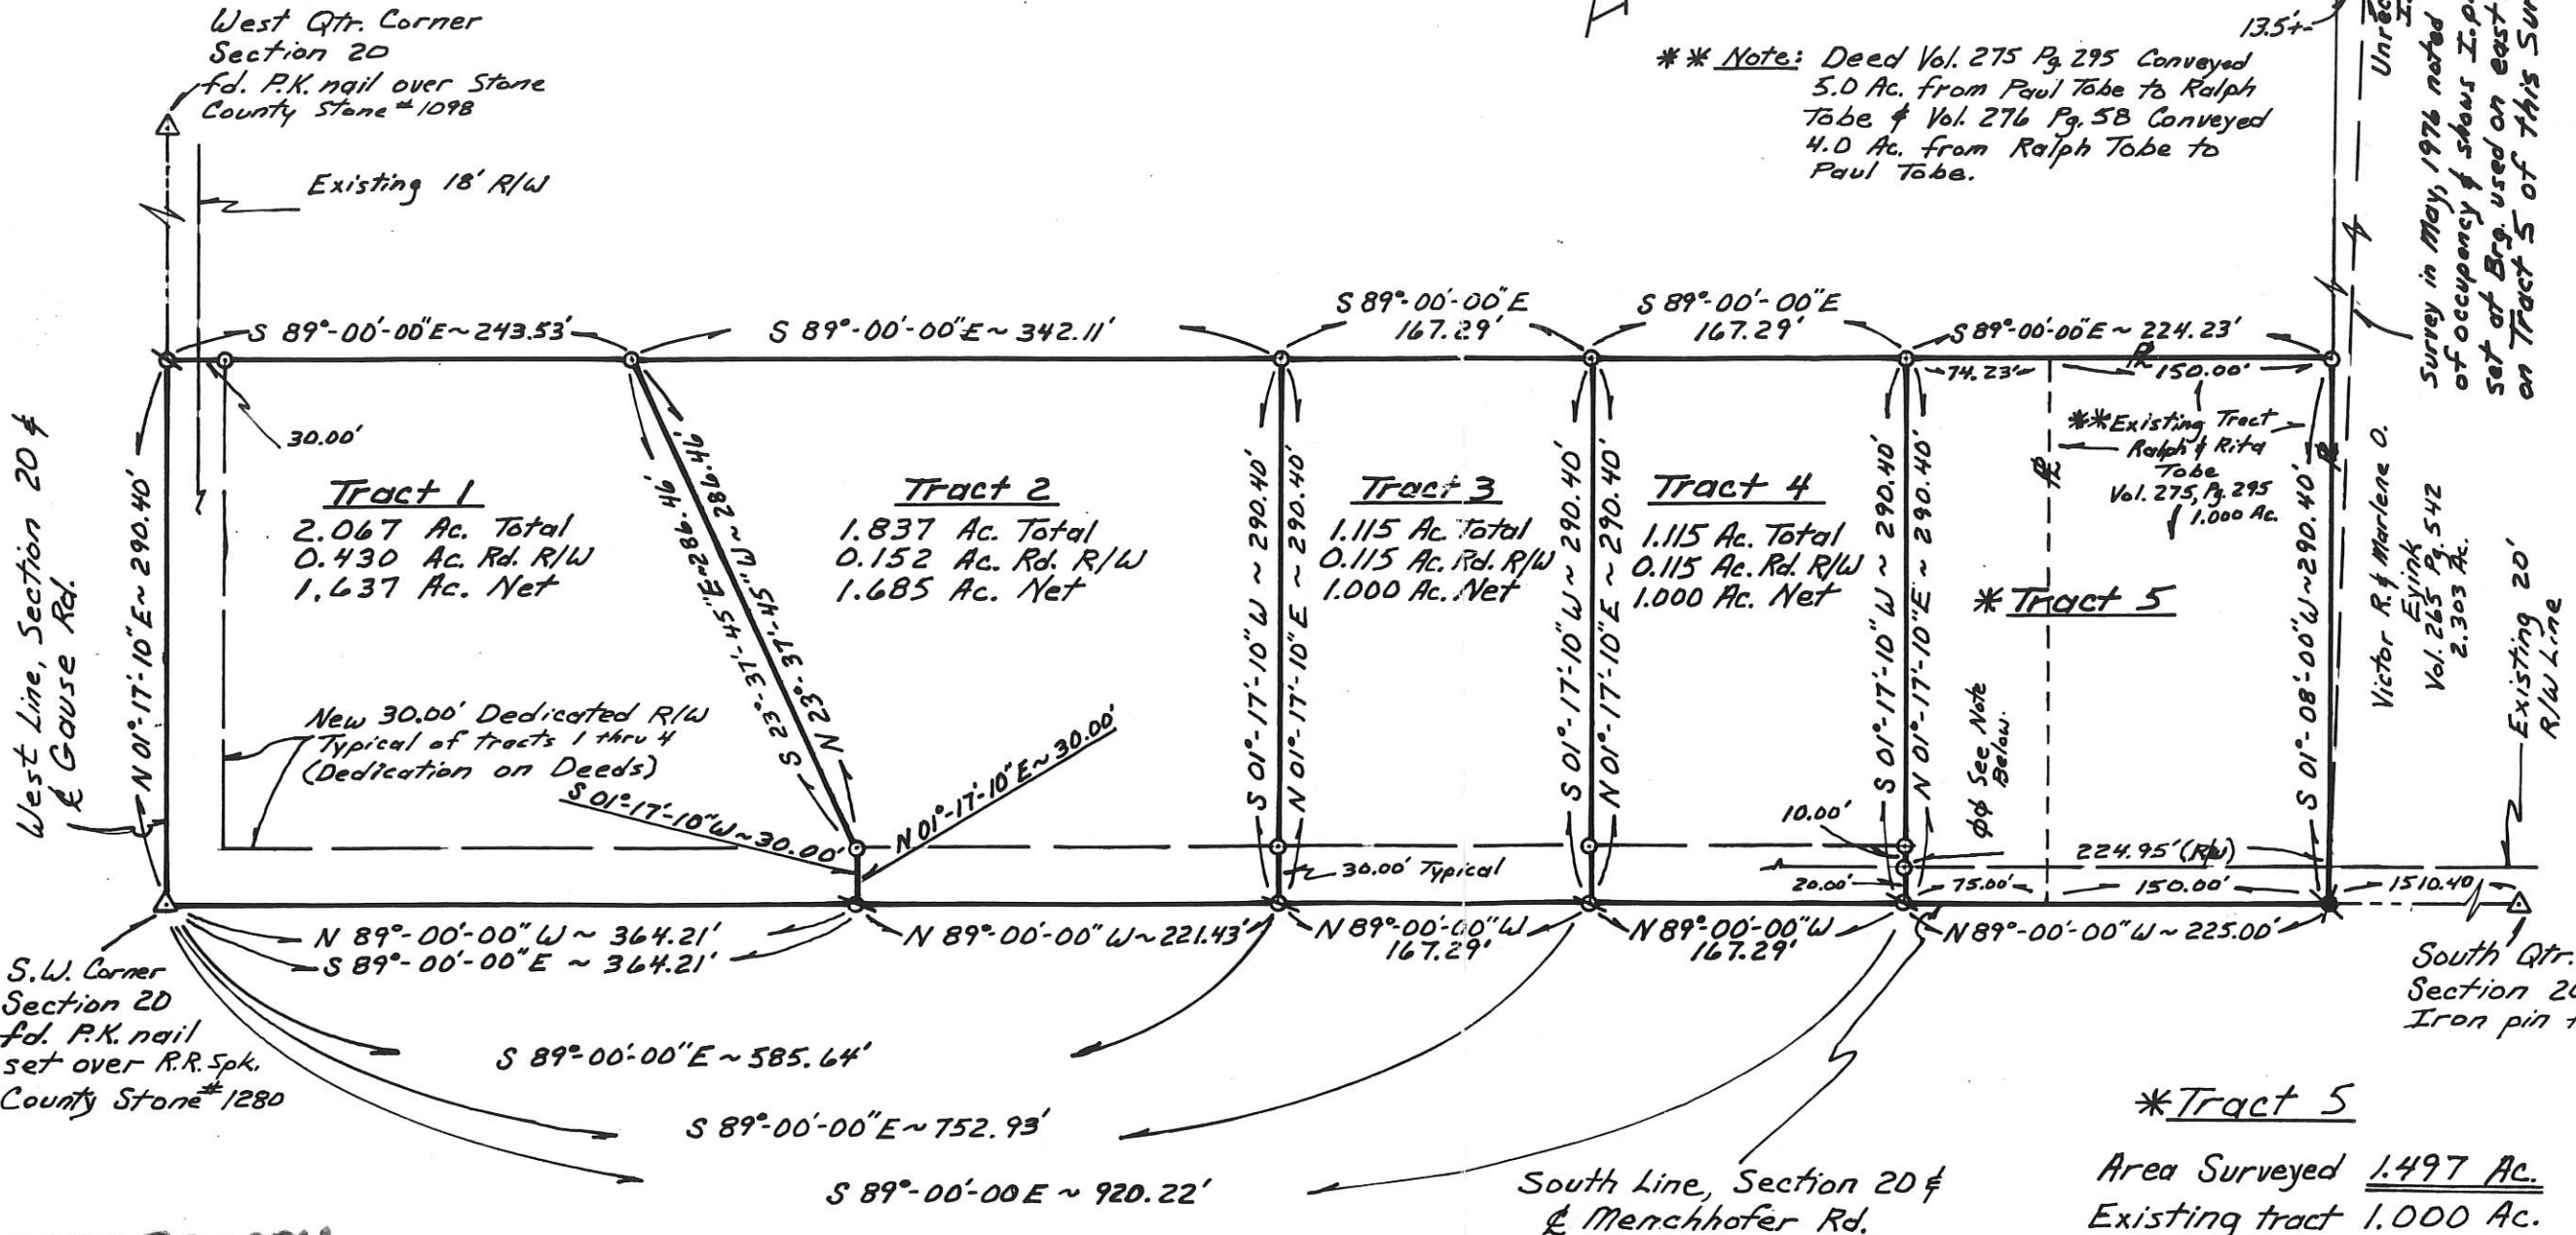 West Qtr. Corner
Section 20
fd. P.K. nail over Stone
County Stone #1098
Existing 18' R/W
** Note: Deed Vol. 275 Pg. 295 Conveyed
5.0 Ac. from Paul Tobe to Ralph
Tobe & Vol. 276 Pg. 58 Conveyed
4.0 Ac. from Ralph Tobe to
Paul Tobe.
13.5'+-
Survey in May, 1976 noted
of occupancy & shows I.p.
set at Brg. used on east
on Tract 5 of this Sur
S 89°-00'-00"E ~ 243.53'
S 89°-00'-00"E ~ 342.11'
S 89°-00'-00"E
167.29'
S 89°-00'-00"E
167.29'
S 89°-00'-00"E ~ 224.23'
74.23'
150.00'
30.00'
West Line, Section 20 &
℄ Gause Rd.
N 01°-17'-10"E ~ 290.40'
Tract 1
2.067 Ac. Total
0.430 Ac. Rd. R/W
1.637 Ac. Net
S 23°-37'-45"E ~ 286.46'
N 23°-37'-45"W ~ 286.46'
Tract 2
1.837 Ac. Total
0.152 Ac. Rd. R/W
1.685 Ac. Net
S 01°-17'-10"W ~ 290.40'
N 01°-17'-10"E ~ 290.40'
Tract 3
1.115 Ac. Total
0.115 Ac. Rd. R/W
1.000 Ac. Net
S 01°-17'-10"W ~ 290.40'
N 01°-17'-10"E ~ 290.40'
Tract 4
1.115 Ac. Total
0.115 Ac. Rd. R/W
1.000 Ac. Net
S 01°-17'-10"W ~ 290.40'
N 01°-17'-10"E ~ 290.40'
** Existing Tract
Ralph & Rita
Tobe
Vol. 275, Pg. 295
1.000 Ac.
* Tract 5
ɸɸ See Note
Below.
S 01°-08'-00"W ~ 290.40'
Victor R. & Marlene O.
Eyink
Vol. 265 Pg. 542
2.303 Ac.
Existing 20'
R/W Line
New 30.00' Dedicated R/W
Typical of tracts 1 thru 4
(Dedication on Deeds)
S 01°-17'-10"W ~ 30.00'
N 01°-17'-10"E ~ 30.00'
30.00' Typical
10.00'
20.00'
224.95' (R/W)
75.00'
150.00'
1510.40'
N 89°-00'-00"W ~ 364.21'
S 89°-00'-00"E ~ 364.21'
N 89°-00'-00"W ~ 221.43'
N 89°-00'-00"W
167.29'
N 89°-00'-00"W
167.29'
N 89°-00'-00"W ~ 225.00'
S.W. Corner
Section 20
fd. P.K. nail
set over R.R. Spk.
County Stone #1280
South Qtr.
Section 20
Iron pin
S 89°-00'-00"E ~ 585.64'
S 89°-00'-00"E ~ 752.93'
S 89°-00'-00 E ~ 920.22'
South Line, Section 20 &
℄ Menchhofer Rd.
* Tract 5
Area Surveyed 1.497 Ac.
Existing tract 1.000 Ac.